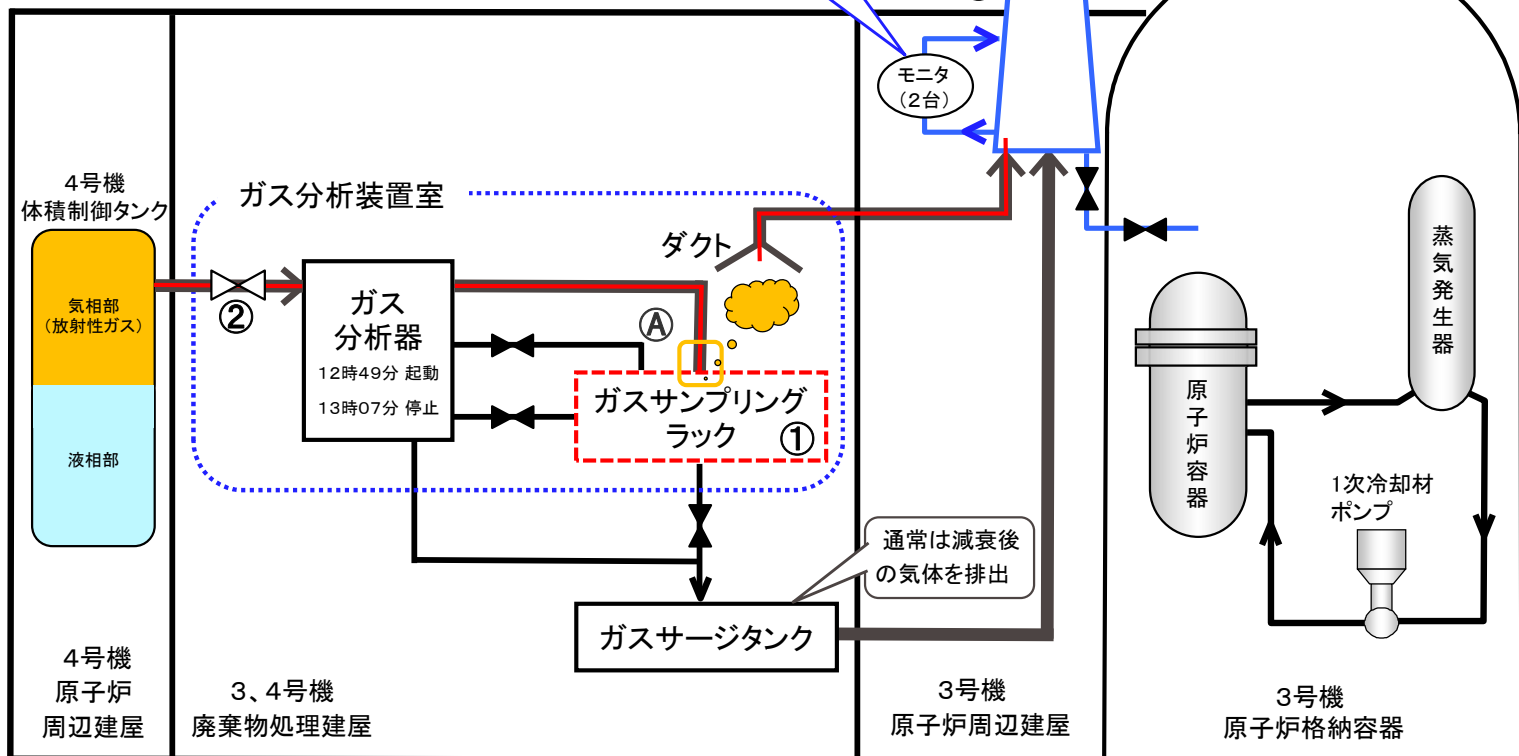 モニタ
(2台)
4号機
体積制御タンク
気相部
(放射性ガス)
液相部
②
ガス分析装置室
ガス
分析器
12時49分 起動
13時07分 停止
Ⓐ
ダクト
ガスサンプリング
ラック
①
通常は減衰後
の気体を排出
ガスサージタンク
蒸気発生器
原子炉容器
1次冷却材
ポンプ
4号機
原子炉
周辺建屋
3、4号機
廃棄物処理建屋
3号機
原子炉周辺建屋
3号機
原子炉格納容器